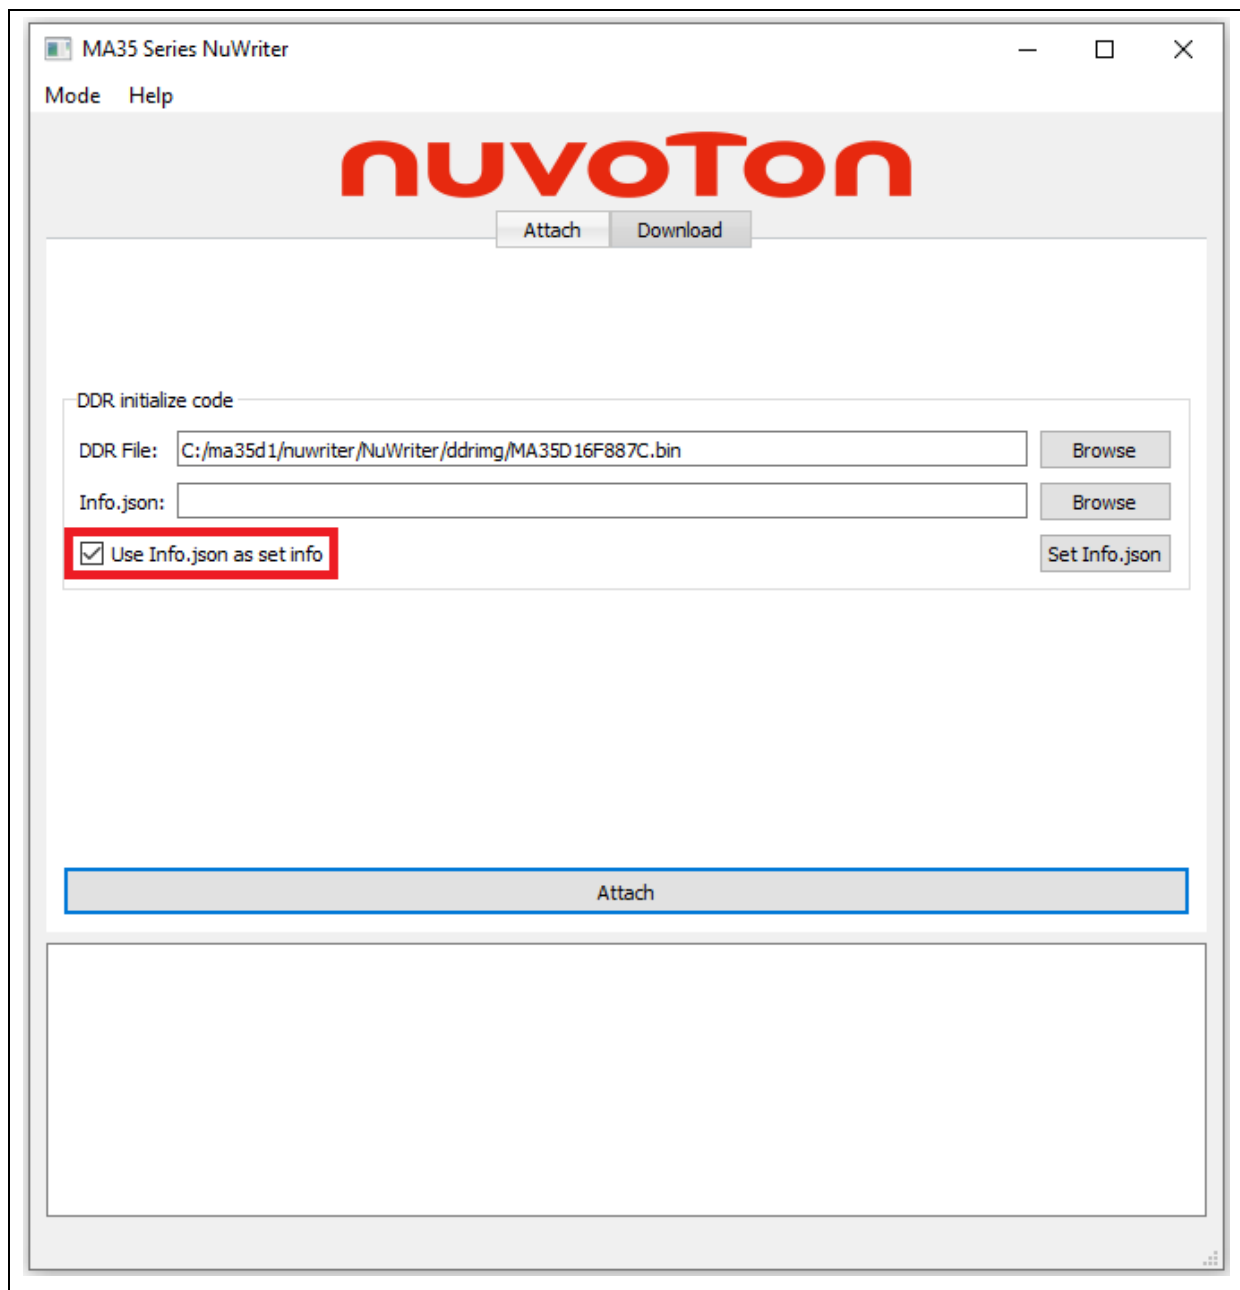 MA35 Series NuWriter
Mode Help
nuvoTon
Attach Download
DDR initialize code
DDR File: C:/ma35d1/nuwriter/NuWriter/ddrimg/MA35D16F887C.bin Browse
Info.json: Browse
Use Info.json as set info Set Info.json
Attach